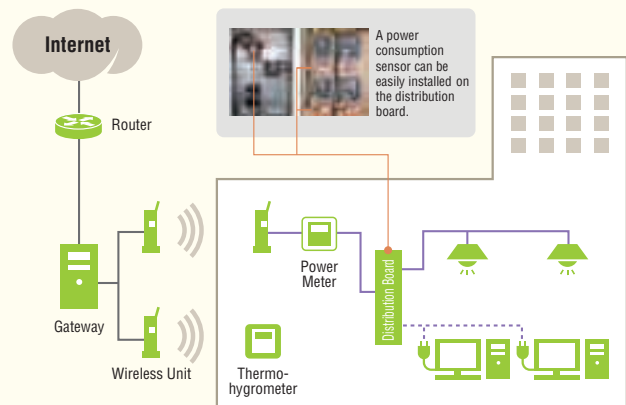 Internet
A power
consumption
sensor can be
easily installed on
the distribution
board.
Router
Power
Meter
Distribution Board
Gateway
Wireless Unit
Thermo-
hygrometer